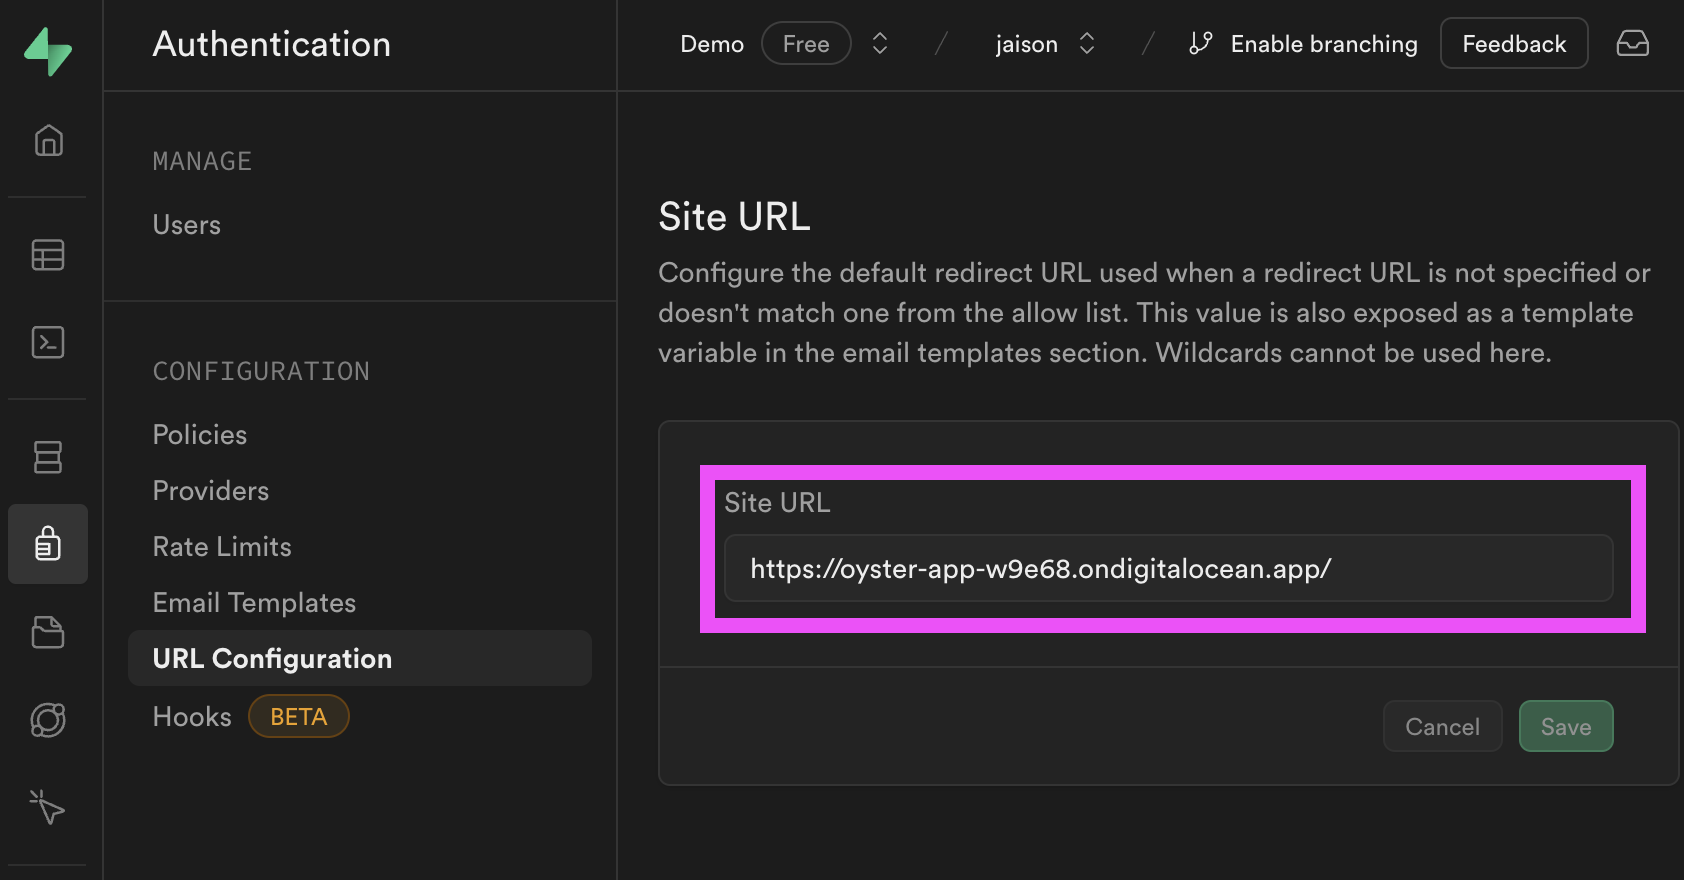 Authentication
Demo Free / jaison / Enable branching Feedback
MANAGE
Users
CONFIGURATION
Policies
Providers
Rate Limits
Email Templates
URL Configuration
Hooks BETA
Site URL
Configure the default redirect URL used when a redirect URL is not specified or
doesn't match one from the allow list. This value is also exposed as a template
variable in the email templates section. Wildcards cannot be used here.
Site URL
https://oyster-app-w9e68.ondigitalocean.app/
Cancel Save